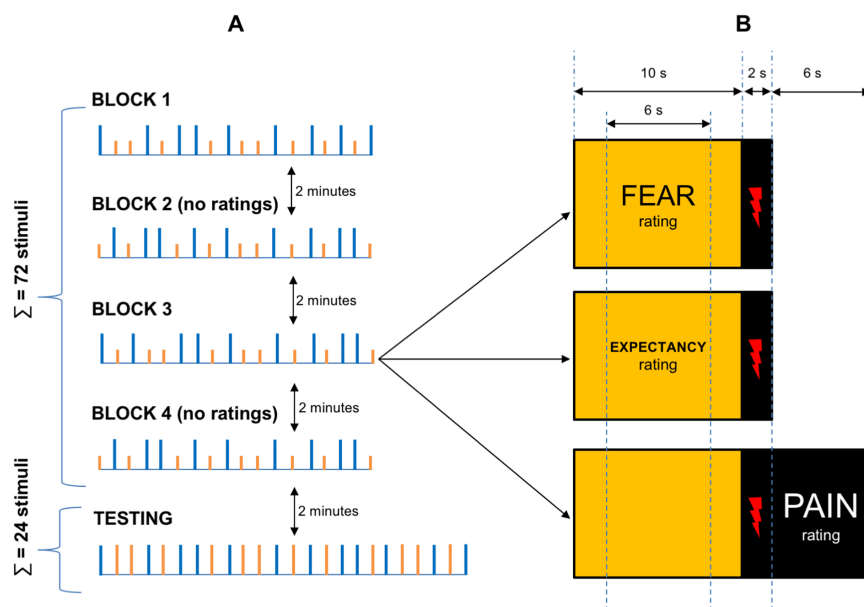 A
B
BLOCK 1
2 minutes
BLOCK 2 (no ratings)
2 minutes
BLOCK 3
2 minutes
BLOCK 4 (no ratings)
2 minutes
TESTING
∑ = 72 stimuli
∑ = 24 stimuli
10 s
2 s
6 s
6 s
FEAR
rating
EXPECTANCY
rating
PAIN
rating